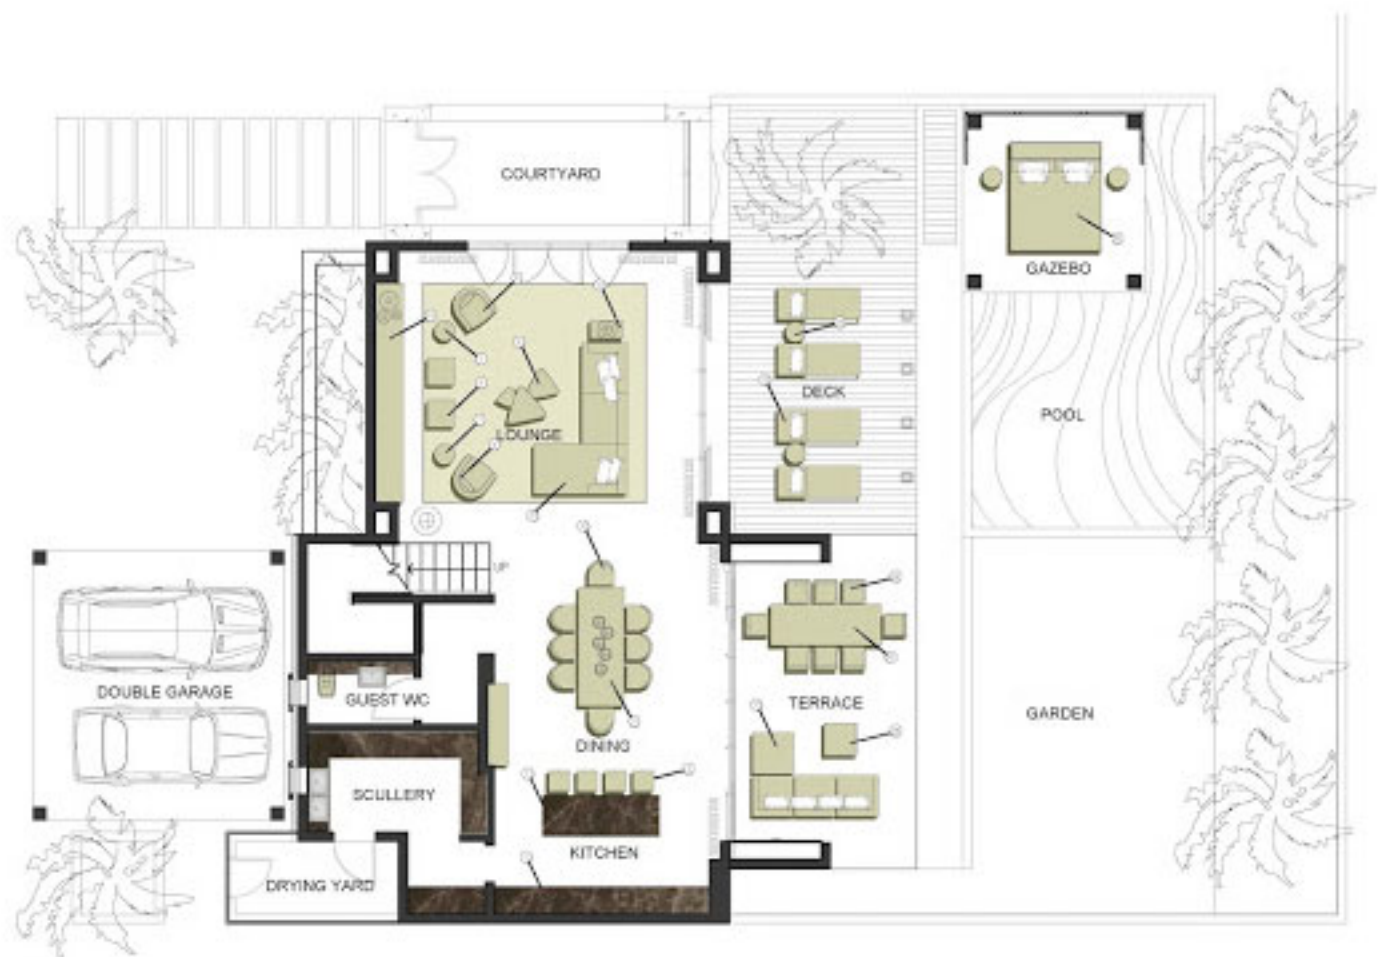 COURTYARD
GAZEBO
DECK
POOL
LOUNGE
UP
DOUBLE GARAGE
GUEST WC
TERRACE
GARDEN
DINING
SCULLERY
KITCHEN
DRYING YARD